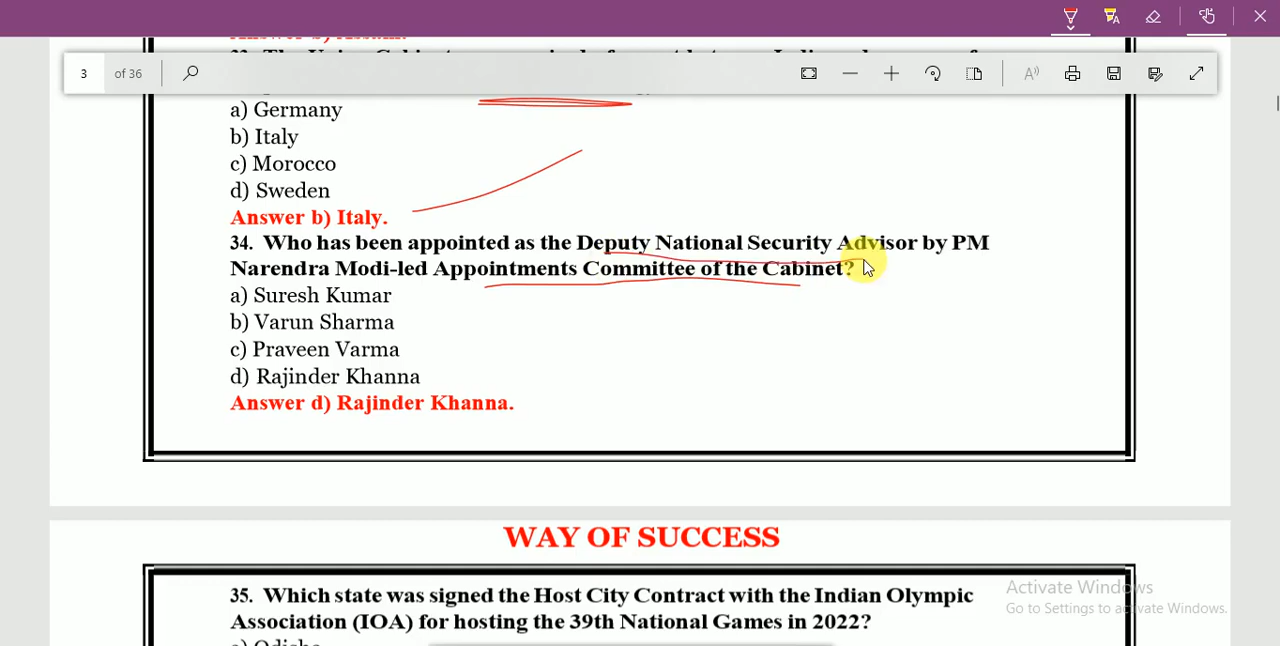 3 of 36
a) Germany
b) Italy
c) Morocco
d) Sweden
Answer b) Italy.
34. Who has been appointed as the Deputy National Security Advisor by PM
Narendra Modi-led Appointments Committee of the Cabinet?
a) Suresh Kumar
b) Varun Sharma
c) Praveen Varma
d) Rajinder Khanna
Answer d) Rajinder Khanna.
WAY OF SUCCESS
35. Which state was signed the Host City Contract with the Indian Olympic
Association (IOA) for hosting the 39th National Games in 2022?
Activate Windows
Go to Settings to activate Windows.